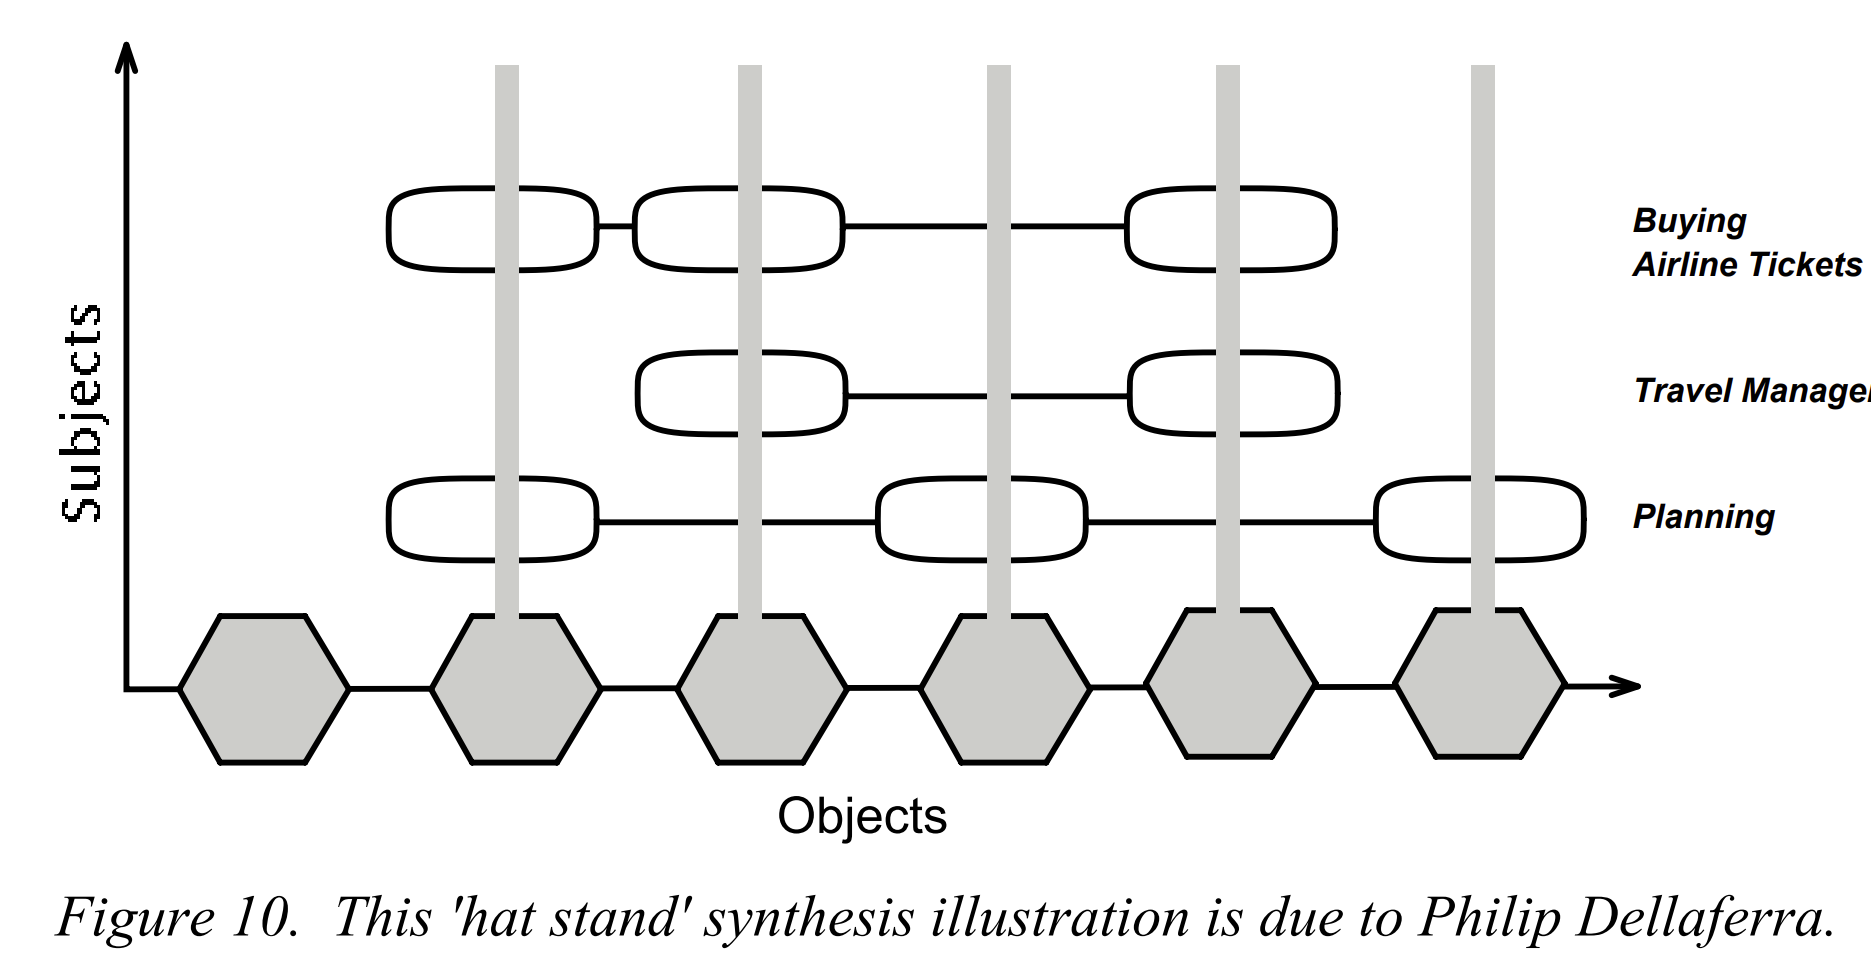 Subjects
Buying
Airline Tickets
Travel
Planning
Objects
Figure 10. This 'hat stand' synthesis illustration is due to Philip Dellaferra.